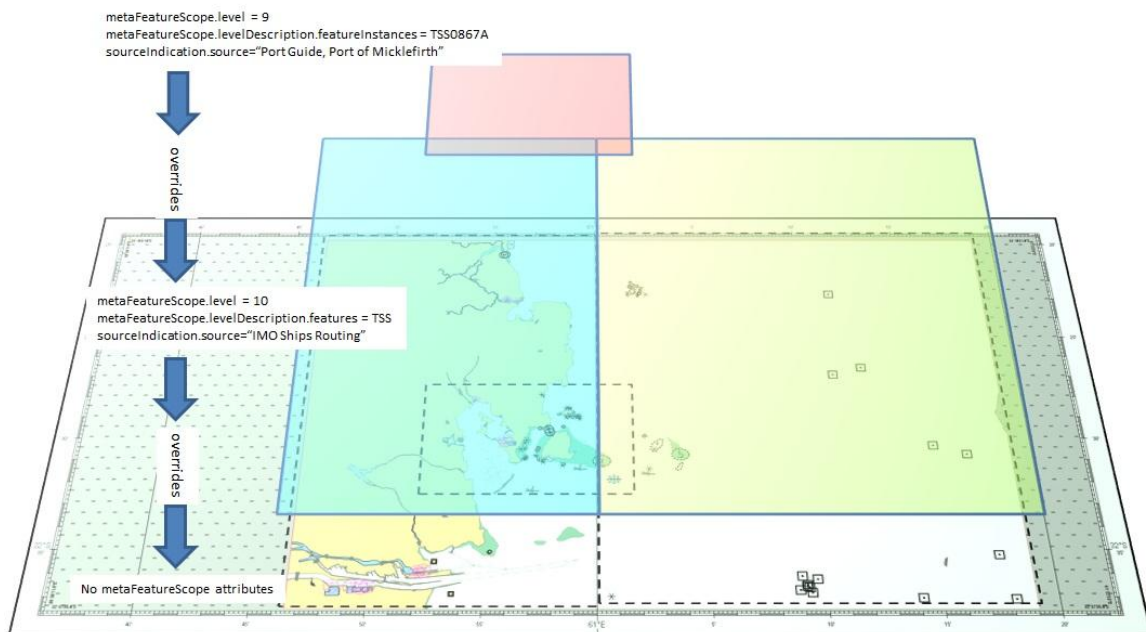 metaFeatureScope.level = 9
metaFeatureScope.levelDescription.featureInstances = TSS0867A
sourceIndication.source=“Port Guide, Port of Micklefirth”
overrides
metaFeatureScope.level = 10
metaFeatureScope.levelDescription.features = TSS
sourceIndication.source=“IMO Ships Routing”
overrides
No metaFeatureScope attributes
61°E